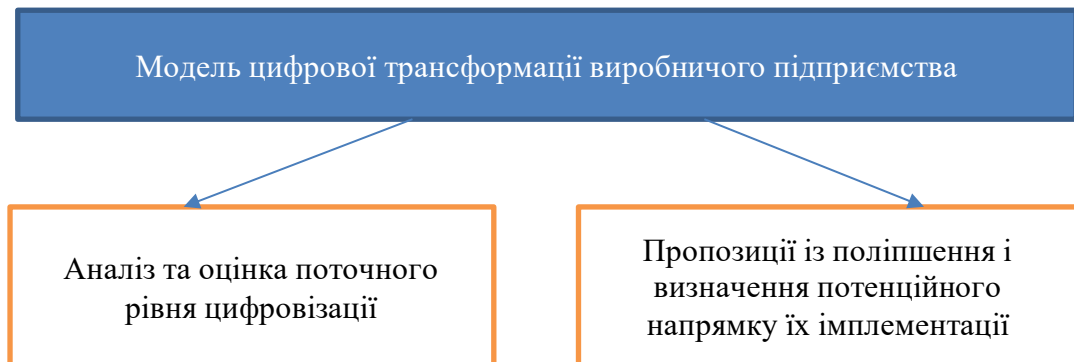 Модель цифрової трансформації виробничого підприємства
Аналіз та оцінка поточного
рівня цифровізації
Пропозиції із поліпшення і
визначення потенційного
напрямку їх імплементації